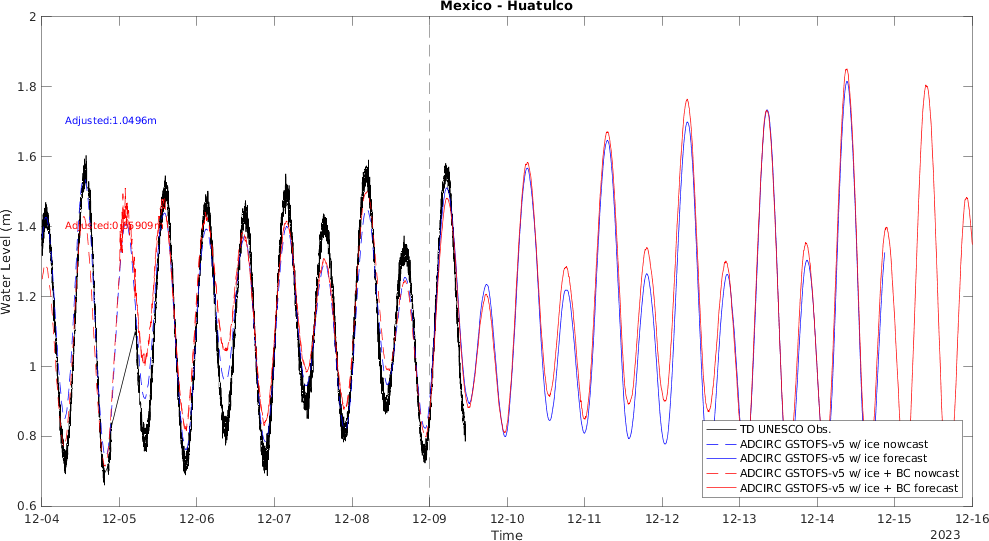 Mexico - Huatulco
2
1.8
1.6
1.4
1.2
1
0.8
0.6
Water Level (m)
Adjusted:1.0496m
TD UNESCO Obs.
ADCIRC GSTOFS-v5 w/ ice nowcast
ADCIRC GSTOFS-v5 w/ ice forecast
ADCIRC GSTOFS-v5 w/ ice + BC nowcast
ADCIRC GSTOFS-v5 w/ ice + BC forecast
12-04 12-05 12-06 12-07 12-08 12-09 12-10 12-11 12-12 12-13 12-14 12-15 12-16
Time
2023